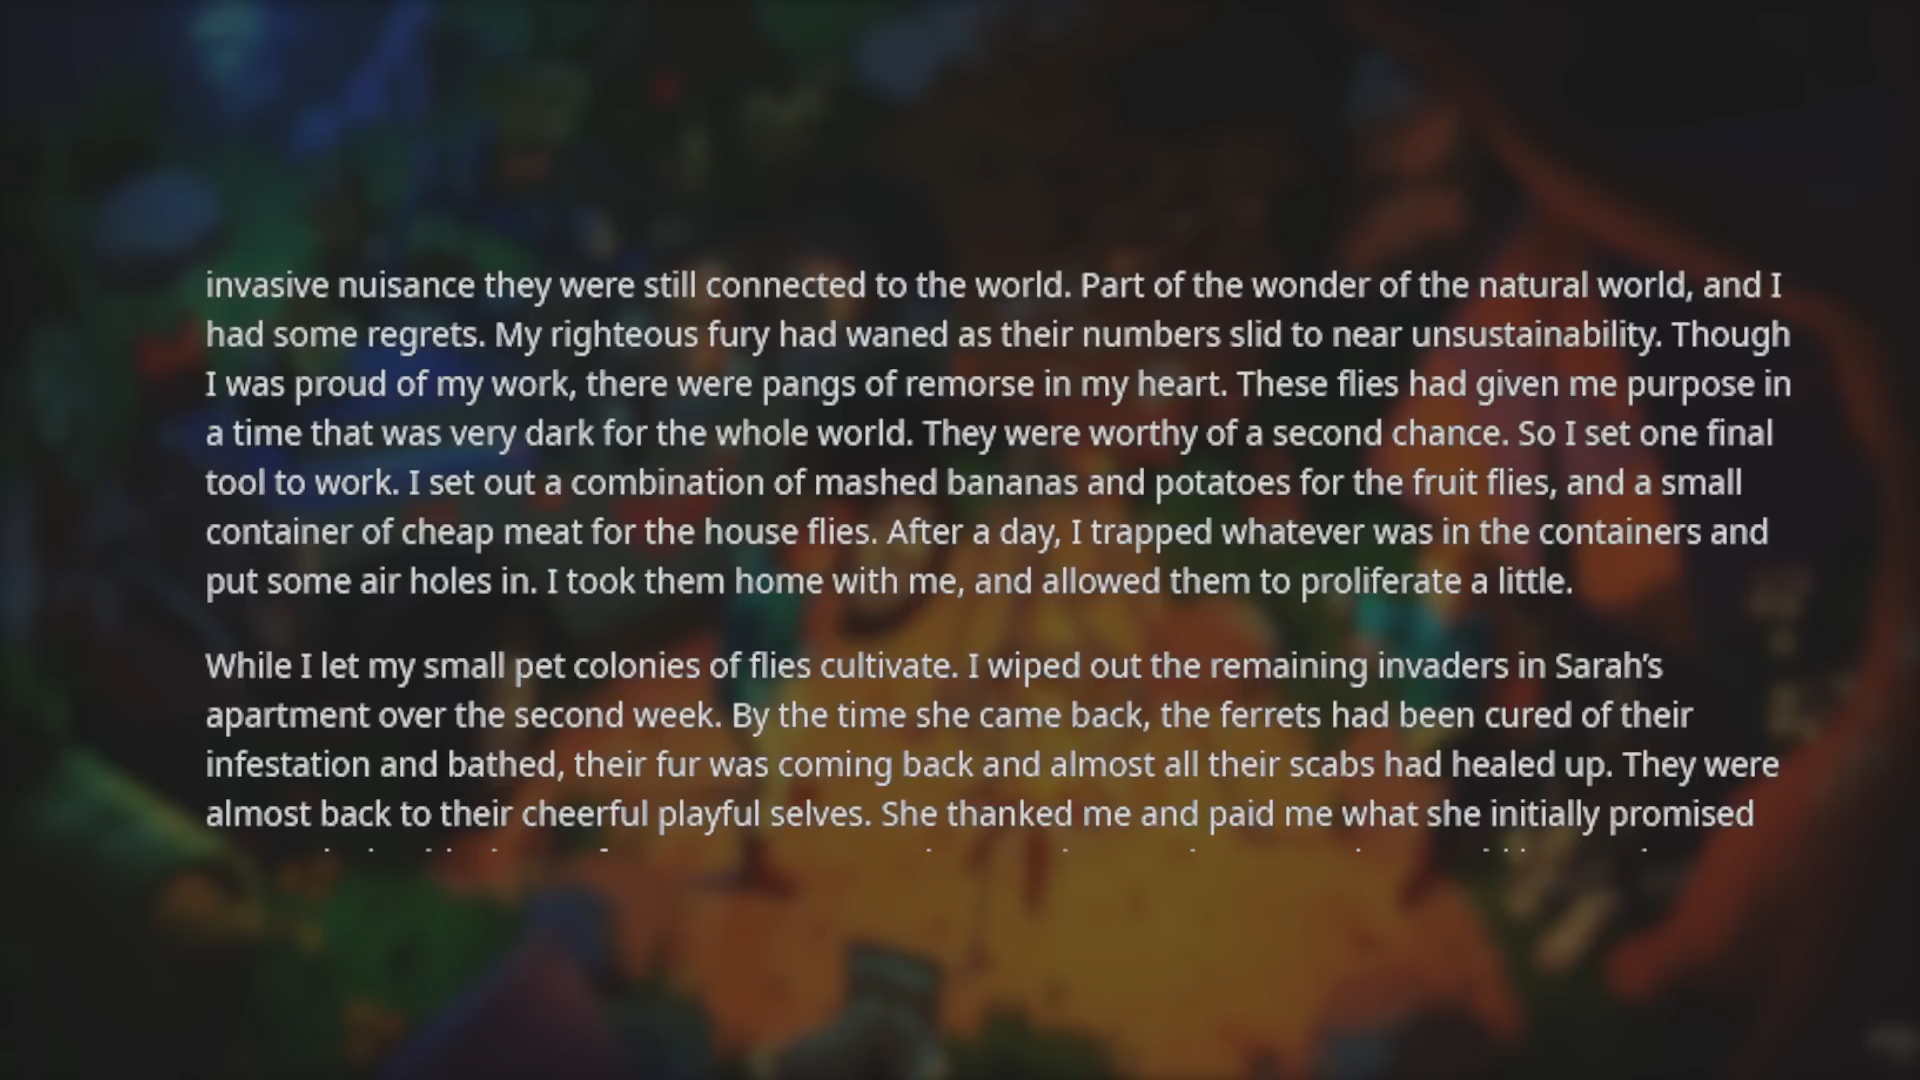 invasive nuisance they were still connected to the world. Part of the wonder of the natural world, and I
had some regrets. My righteous fury had waned as their numbers slid to near unsustainability. Though
I was proud of my work, there were pangs of remorse in my heart. These flies had given me purpose in
a time that was very dark for the whole world. They were worthy of a second chance. So I set one final
tool to work. I set out a combination of mashed bananas and potatoes for the fruit flies, and a small
container of cheap meat for the house flies. After a day, I trapped whatever was in the containers and
put some air holes in. I took them home with me, and allowed them to proliferate a little.
While I let my small pet colonies of flies cultivate. I wiped out the remaining invaders in Sarah’s
apartment over the second week. By the time she came back, the ferrets had been cured of their
infestation and bathed, their fur was coming back and almost all their scabs had healed up. They were
almost back to their cheerful playful selves. She thanked me and paid me what she initially promised